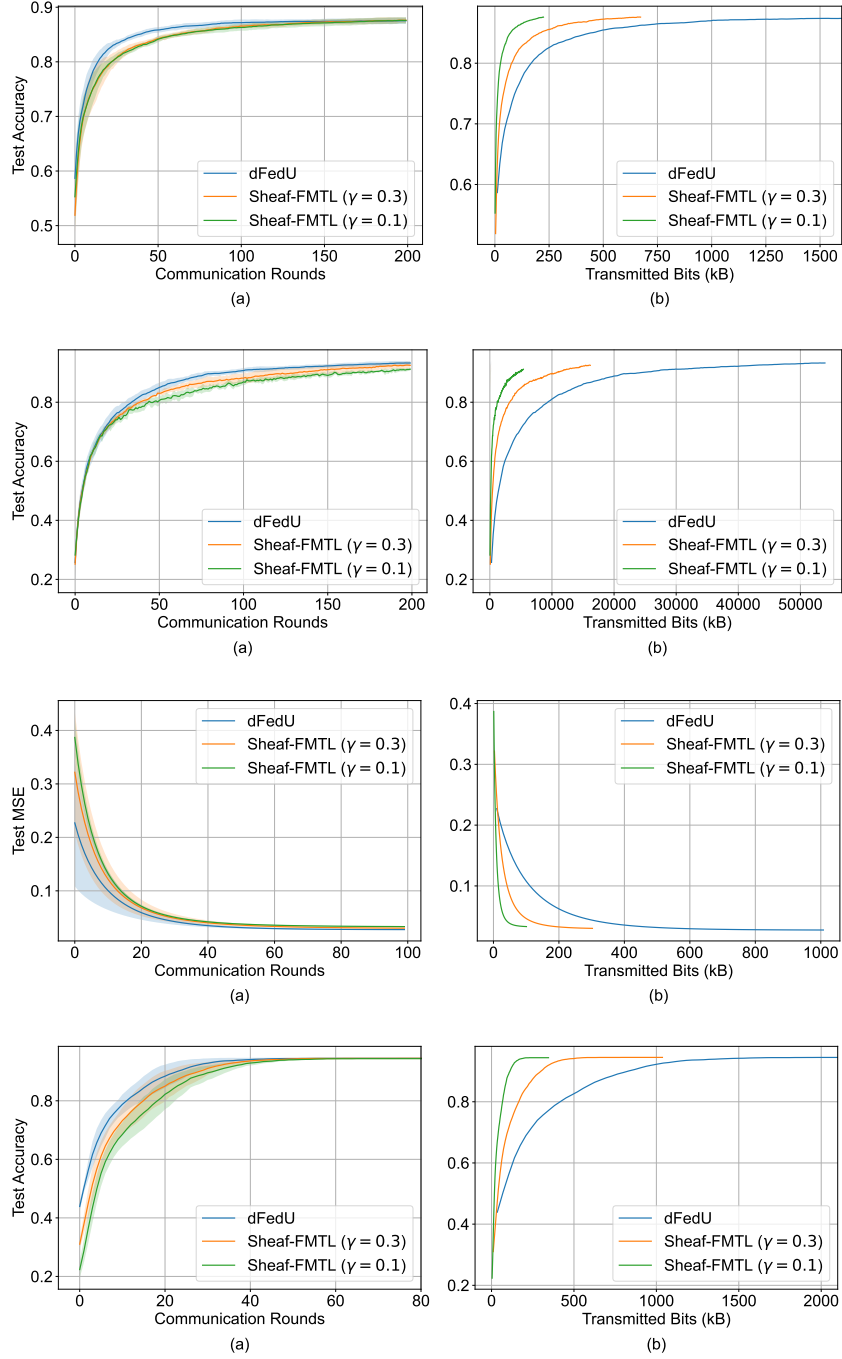 0.9
0.8
0.7
0.6
0.5
Test Accuracy
dFedU
Sheaf-FMTL (γ = 0.3)
Sheaf-FMTL (γ = 0.1)
0 50 100 150 200
Communication Rounds
(a)
0.8
0.7
0.6
dFedU
Sheaf-FMTL (γ = 0.3)
Sheaf-FMTL (γ = 0.1)
0 250 500 750 1000 1250 1500
Transmitted Bits (kB)
(b)
0.8
0.6
0.4
0.2
Test Accuracy
dFedU
Sheaf-FMTL (γ = 0.3)
Sheaf-FMTL (γ = 0.1)
0 50 100 150 200
Communication Rounds
(a)
0.8
0.6
0.4
0.2
dFedU
Sheaf-FMTL (γ = 0.3)
Sheaf-FMTL (γ = 0.1)
0 10000 20000 30000 40000 50000
Transmitted Bits (kB)
(b)
0.4
0.3
0.2
0.1
Test MSE
dFedU
Sheaf-FMTL (γ = 0.3)
Sheaf-FMTL (γ = 0.1)
0 20 40 60 80 100
Communication Rounds
(a)
0.4
0.3
0.2
0.1
dFedU
Sheaf-FMTL (γ = 0.3)
Sheaf-FMTL (γ = 0.1)
0 200 400 600 800 1000
Transmitted Bits (kB)
(b)
0.8
0.6
0.4
0.2
Test Accuracy
dFedU
Sheaf-FMTL (γ = 0.3)
Sheaf-FMTL (γ = 0.1)
0 20 40 60 80
Communication Rounds
(a)
0.8
0.6
0.4
0.2
dFedU
Sheaf-FMTL (γ = 0.3)
Sheaf-FMTL (γ = 0.1)
0 500 1000 1500 2000
Transmitted Bits (kB)
(b)